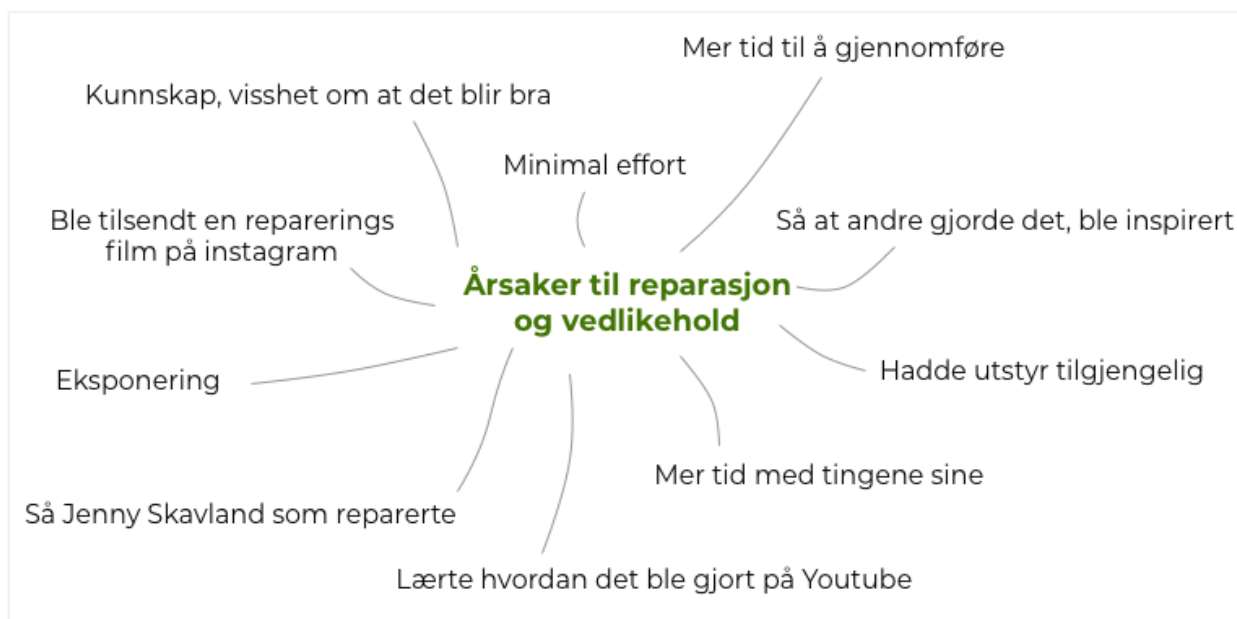 Mer tid til å gjennomføre
Kunnskap, visshet om at det blir bra
Minimal effort
Ble tilsendt en reparerings
film på instagram
Så at andre gjorde det, ble inspirert
Årsaker til reparasjon
og vedlikehold
Eksponering
Hadde utstyr tilgjengelig
Mer tid med tingene sine
Så Jenny Skavland som reparerte
Lærte hvordan det ble gjort på Youtube